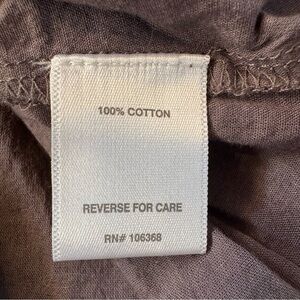 100% COTTON
REVERSE FOR CARE
RN# 106368